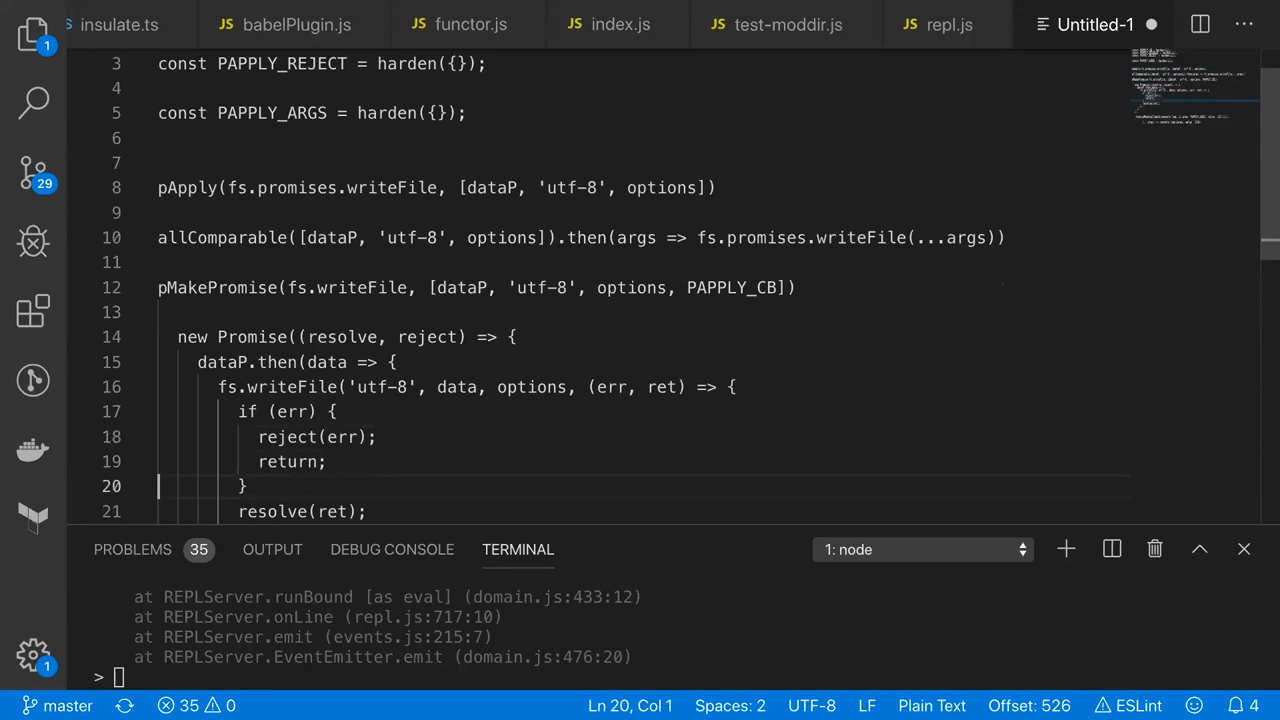 insulate.ts
JS babelPlugin.js
JS functor.js
JS index.js
JS test-moddir.js
JS repl.js
Untitled-1
1
29
1
3 const PAPPLY_REJECT = harden({});
4
5 const PAPPLY_ARGS = harden({});
6
7
8 pApply(fs.promises.writeFile, [dataP, 'utf-8', options])
9
10 allComparable([dataP, 'utf-8', options]).then(args => fs.promises.writeFile(...args))
11
12 pMakePromise(fs.writeFile, [dataP, 'utf-8', options, PAPPLY_CB])
13
14 new Promise((resolve, reject) => {
15 dataP.then(data => {
16 fs.writeFile('utf-8', data, options, (err, ret) => {
17 if (err) {
18 reject(err);
19 return;
20 }
21 resolve(ret);
PROBLEMS 35 OUTPUT DEBUG CONSOLE TERMINAL 1: node
at REPLServer.runBound [as eval] (domain.js:433:12)
at REPLServer.onLine (repl.js:717:10)
at REPLServer.emit (events.js:215:7)
at REPLServer.EventEmitter.emit (domain.js:476:20)
>
master 35 0 Ln 20, Col 1 Spaces: 2 UTF-8 LF Plain Text Offset: 526 ESLint 4